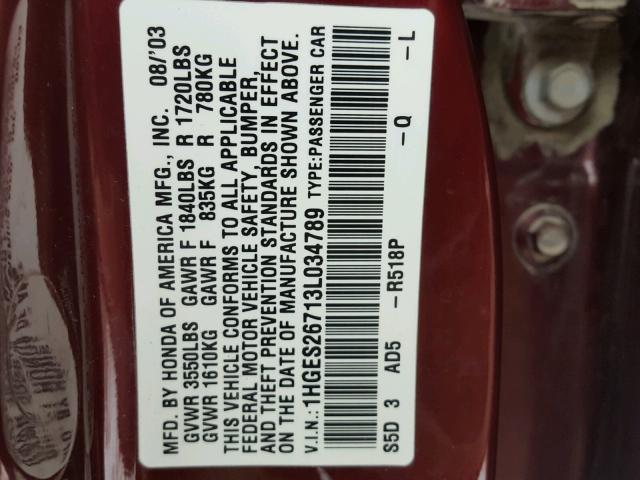 MFD. BY HONDA OF AMERICA MFG., INC. 08/'03
GVWR 3550LBS GAWR F 1840LBS R 1720LBS
GVWR 1610KG GAWR F 835KG R 780KG
THIS VEHICLE CONFORMS TO ALL APPLICABLE
FEDERAL MOTOR VEHICLE SAFETY, BUMPER,
AND THEFT PREVENTION STANDARDS IN EFFECT
ON THE DATE OF MANUFACTURE SHOWN ABOVE.
V.I.N.:1HGES26713L034789 TYPE:PASSENGER CAR
S5D 3 AD5 -R518P -Q -L